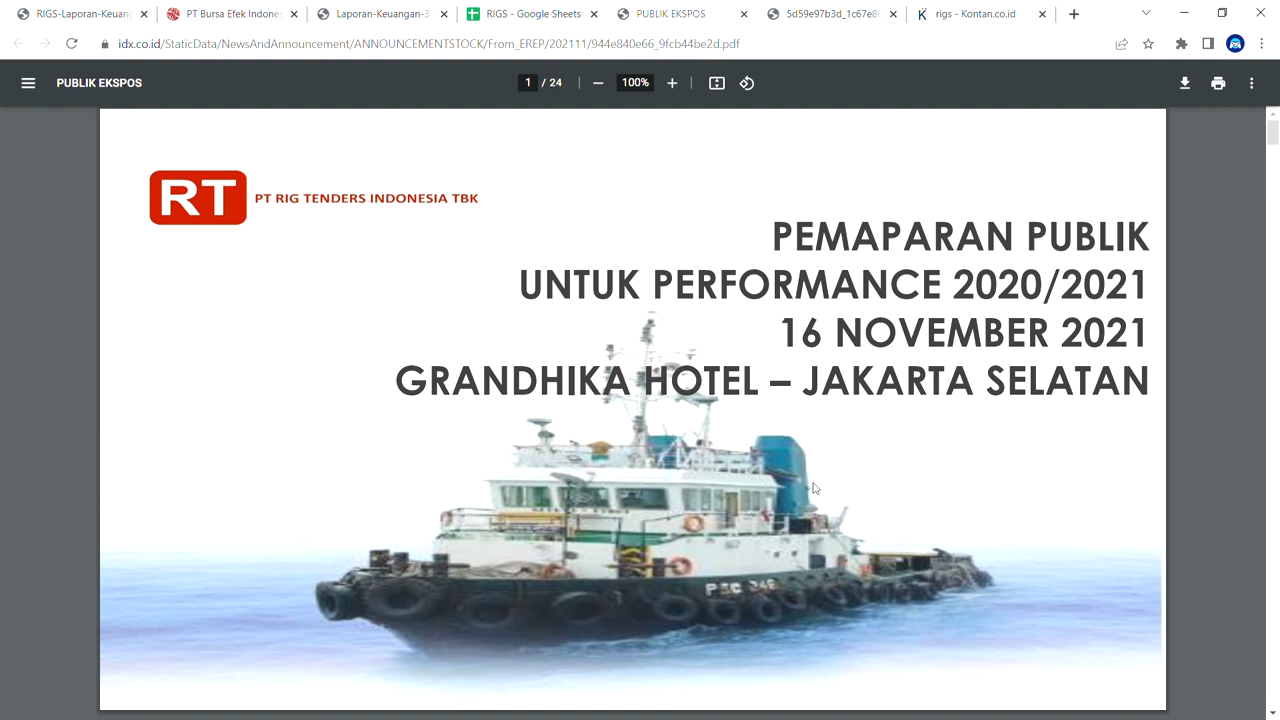 RIGS-Laporan-Keuan
PT Bursa Efek Indones
Laporan-Keuangan-3
RIGS - Google Sheets
PUBLIK EKSPOS
5d59e97b3d_1c67e8
K rigs - Kontan.co.id
idx.co.id/StaticData/NewsAndAnnouncement/ANNOUNCEMENTSTOCK/From_EREP/202111/944e840e66_9fcb44be2d.pdf
PUBLIK EKSPOS
1 / 24
100%
RT PT RIG TENDERS INDONESIA TBK
PEMAPARAN PUBLIK
UNTUK PERFORMANCE 2020/2021
16 NOVEMBER 2021
GRANDHIKA HOTEL – JAKARTA SELATAN